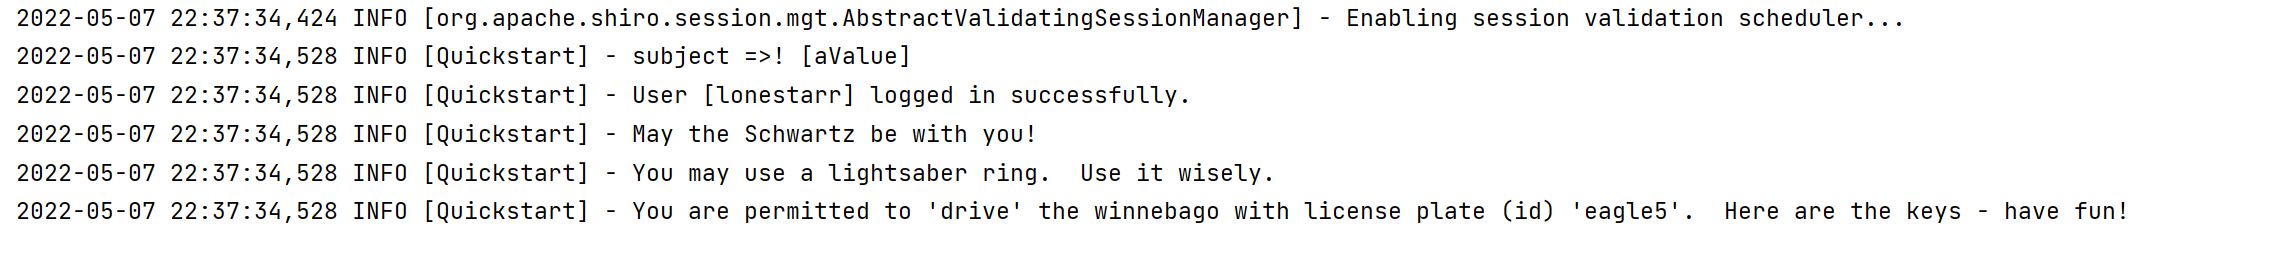 2022-05-07 22:37:34,424 INFO [org.apache.shiro.session.mgt.AbstractValidatingSessionManager] - Enabling session validation scheduler...
2022-05-07 22:37:34,528 INFO [Quickstart] - subject =>! [aValue]
2022-05-07 22:37:34,528 INFO [Quickstart] - User [lonestarr] logged in successfully.
2022-05-07 22:37:34,528 INFO [Quickstart] - May the Schwartz be with you!
2022-05-07 22:37:34,528 INFO [Quickstart] - You may use a lightsaber ring.  Use it wisely.
2022-05-07 22:37:34,528 INFO [Quickstart] - You are permitted to 'drive' the winnebago with license plate (id) 'eagle5'.  Here are the keys - have fun!